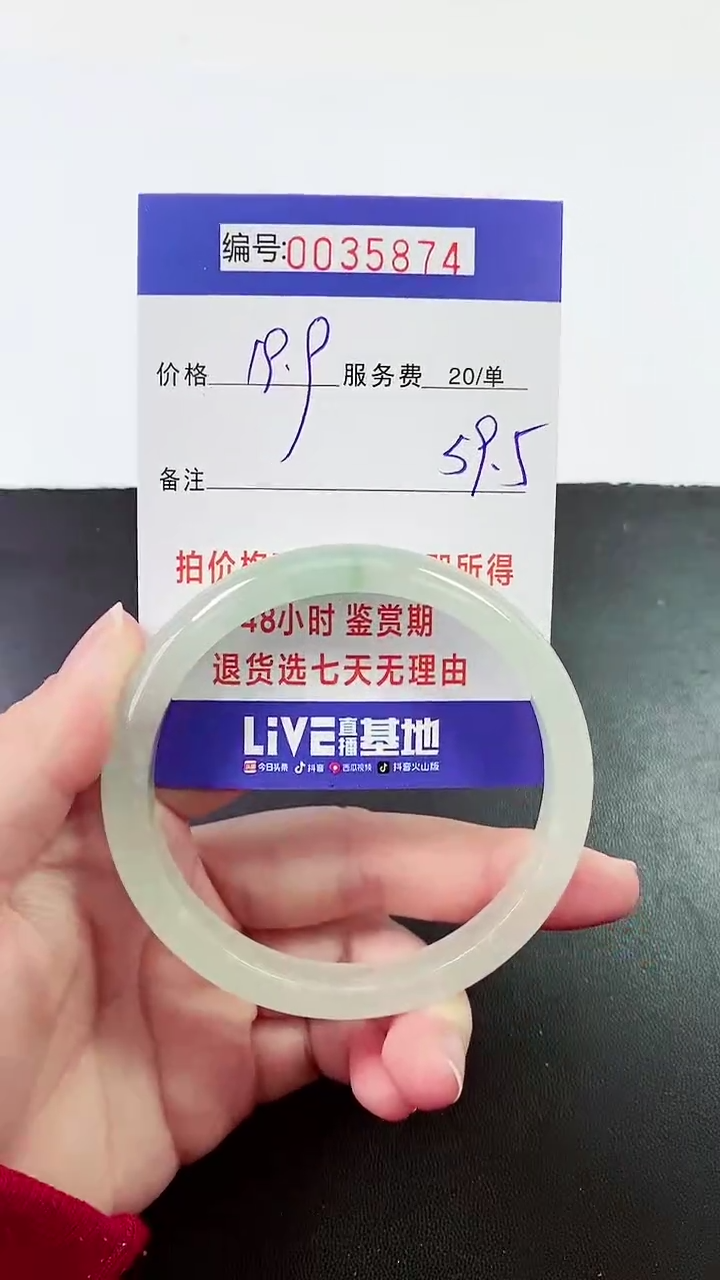 编号:0035874
价格 19.9 服务费 20/单
59.5
备注
拍价格 即所得
48小时 鉴赏期
退货选七天无理由
LiVE直播基地
今日头条 抖音 西瓜视频 抖音火山版